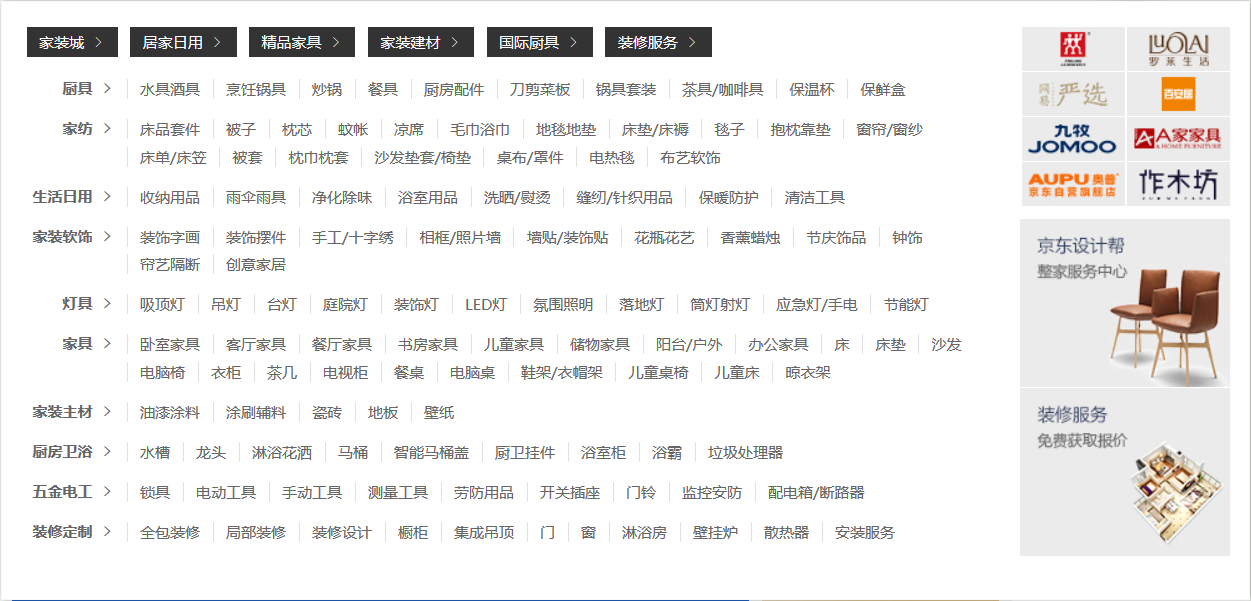 家装城 > 居家日用 > 精品家具 > 家装建材 > 国际厨具 > 装修服务 >
厨具 > 水具酒具 烹饪锅具 炒锅 餐具 厨房配件 刀剪菜板 锅具套装 茶具/咖啡具 保温杯 保鲜盒
家纺 > 床品套件 被子 枕芯 蚊帐 凉席 毛巾浴巾 地毯地垫 床垫/床褥 毯子 抱枕靠垫 窗帘/窗纱
床单/床笠 被套 枕巾枕套 沙发垫套/椅垫 桌布/罩件 电热毯 布艺软饰
生活日用 > 收纳用品 雨伞雨具 净化除味 浴室用品 洗晒/熨烫 缝纫/针织用品 保暖防护 清洁工具
家装软饰 > 装饰字画 装饰摆件 手工/十字绣 相框/照片墙 墙贴/装饰贴 花瓶花艺 香薰蜡烛 节庆饰品 钟饰
帘艺隔断 创意家居
灯具 > 吸顶灯 吊灯 台灯 庭院灯 装饰灯 LED灯 氛围照明 落地灯 筒灯射灯 应急灯/手电 节能灯
家具 > 卧室家具 客厅家具 餐厅家具 书房家具 儿童家具 储物家具 阳台/户外 办公家具 床 床垫 沙发
电脑椅 衣柜 茶几 电视柜 餐桌 电脑桌 鞋架/衣帽架 儿童桌椅 儿童床 晾衣架
家装主材 > 油漆涂料 涂刷辅料 瓷砖 地板 壁纸
厨房卫浴 > 水槽 龙头 淋浴花洒 马桶 智能马桶盖 厨卫挂件 浴室柜 浴霸 垃圾处理器
五金电工 > 锁具 电动工具 手动工具 测量工具 劳防用品 开关插座 门铃 监控安防 配电箱/断路器
装修定制 > 全包装修 局部装修 装修设计 橱柜 集成吊顶 门 窗 淋浴房 壁挂炉 散热器 安装服务
LUOLAI
罗莱生活
网易严选
百安居
九牧
JOMOO
A家家具
A HOME FURNITURE
AUPU奥普
京东自营旗舰店
作木坊
ZUO MU FANG
京东设计帮
整家服务中心
装修服务
免费获取报价